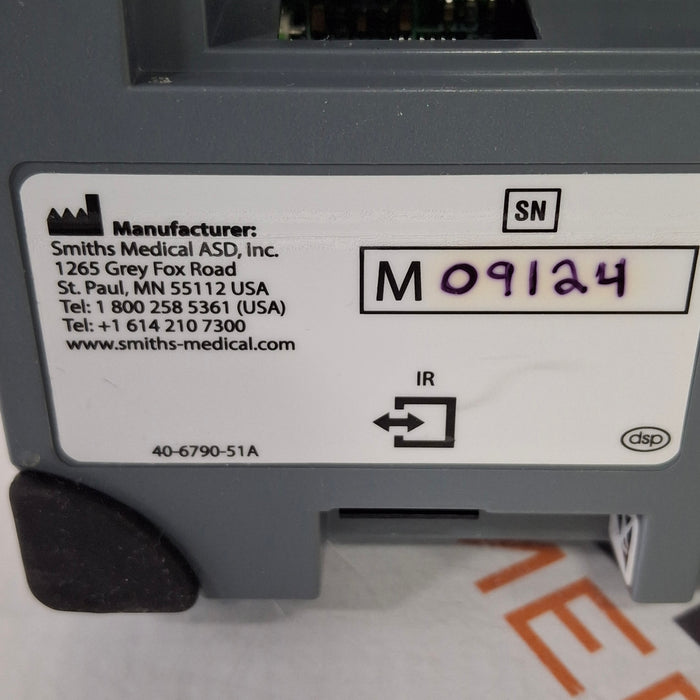 Manufacturer:
Smiths Medical ASD, Inc.
1265 Grey Fox Road
St. Paul, MN 55112 USA
Tel: 1 800 258 5361 (USA)
Tel: +1 614 210 7300
www.smiths-medical.com
SN
M 09124
IR
40-6790-51A
dsp